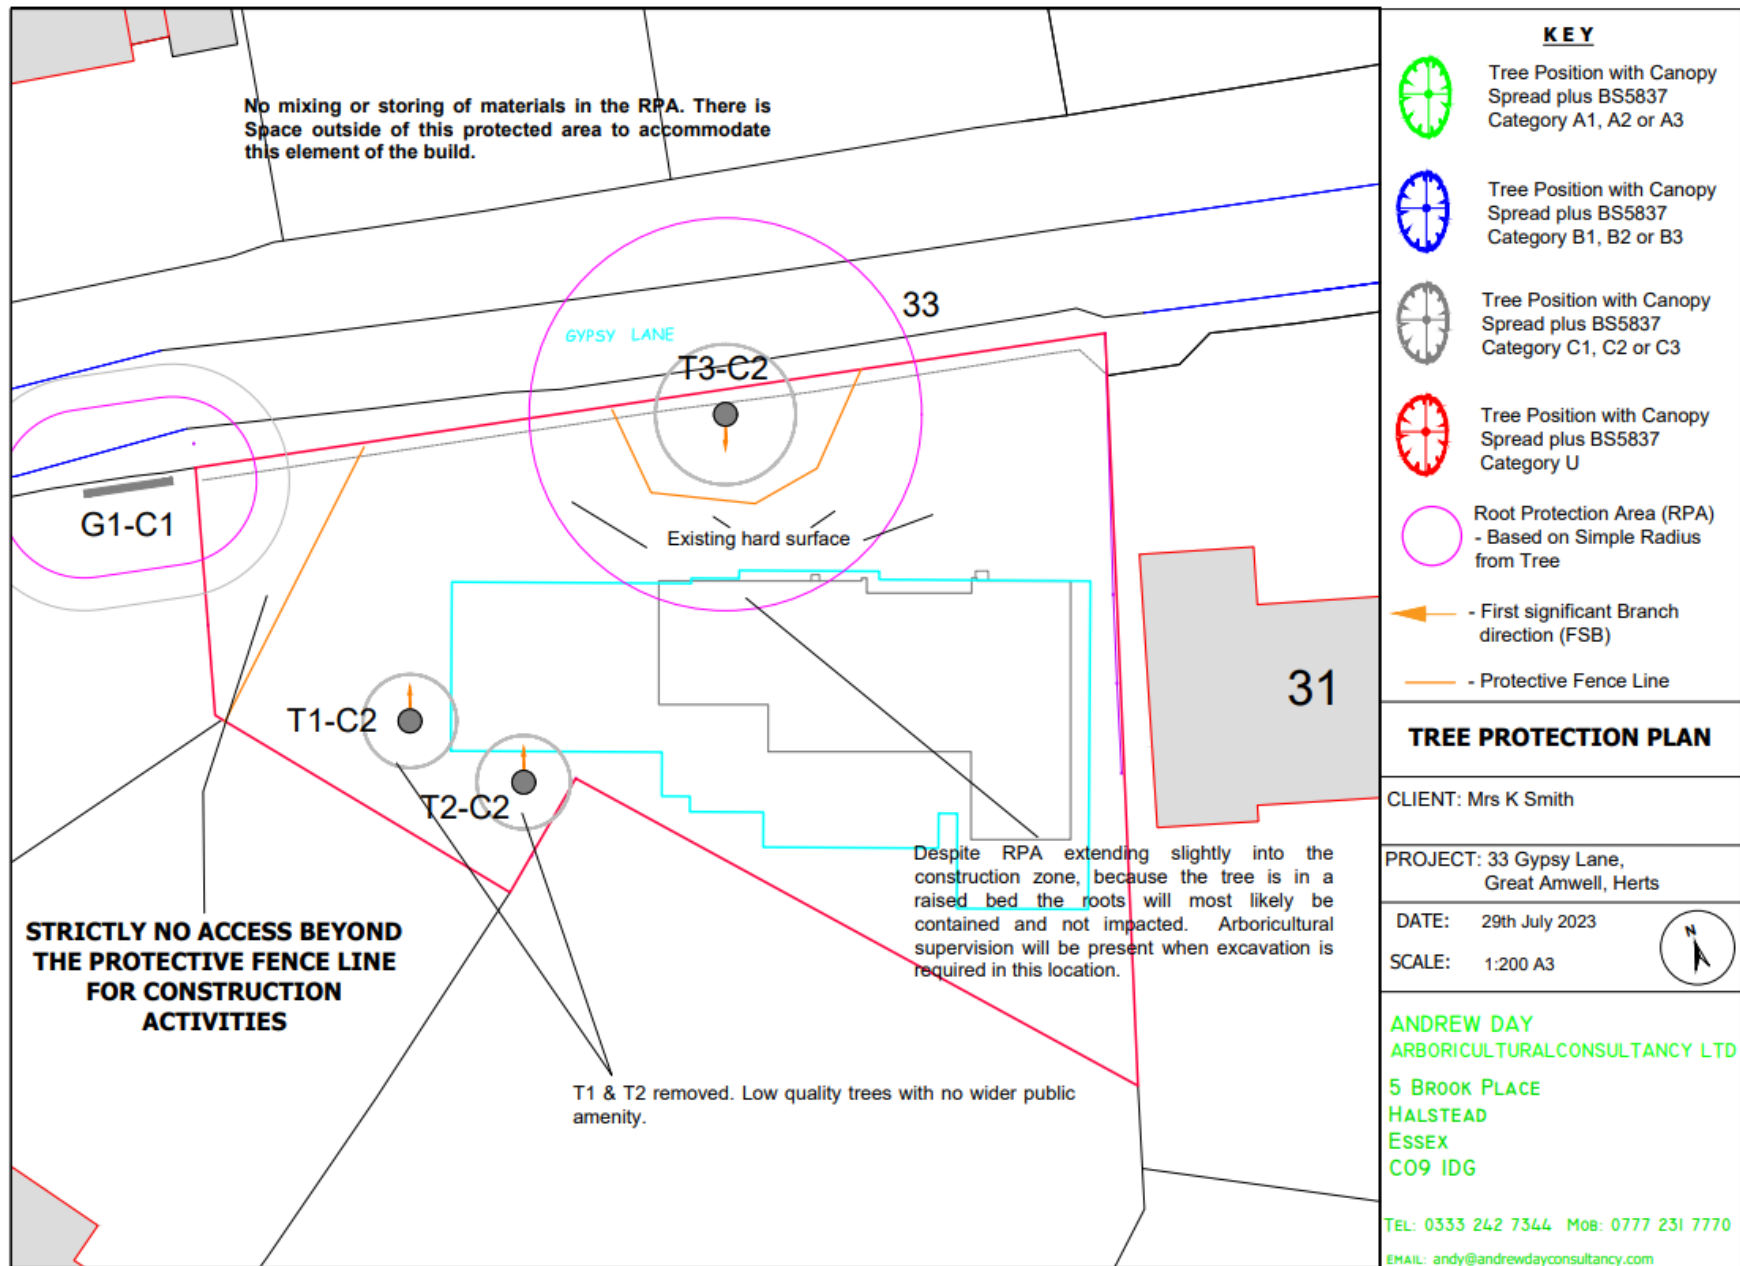 No mixing or storing of materials in the RPA. There is
Space outside of this protected area to accommodate
this element of the build.
33
GYPSY LANE
T3-C2
G1-C1
Existing hard surface
31
T1-C2
T2-C2
Despite RPA extending slightly into the
construction zone, because the tree is in a
raised bed the roots will most likely be
contained and not impacted. Arboricultural
supervision will be present when excavation is
required in this location.
STRICTLY NO ACCESS BEYOND
THE PROTECTIVE FENCE LINE
FOR CONSTRUCTION
ACTIVITIES
T1 & T2 removed. Low quality trees with no wider public
amenity.
KEY
Tree Position with Canopy
Spread plus BS5837
Category A1, A2 or A3
Tree Position with Canopy
Spread plus BS5837
Category B1, B2 or B3
Tree Position with Canopy
Spread plus BS5837
Category C1, C2 or C3
Tree Position with Canopy
Spread plus BS5837
Category U
Root Protection Area (RPA)
- Based on Simple Radius
from Tree
- First significant Branch
direction (FSB)
- Protective Fence Line
TREE PROTECTION PLAN
CLIENT: Mrs K Smith
PROJECT: 33 Gypsy Lane,
Great Amwell, Herts
DATE: 29th July 2023
SCALE: 1:200 A3
N
ANDREW DAY
ARBORICULTURALCONSULTANCY LTD
5 BROOK PLACE
HALSTEAD
ESSEX
CO9 1DG
TEL: 0333 242 7344 MOB: 0777 231 7770
EMAIL: andy@andrewdayconsultancy.com